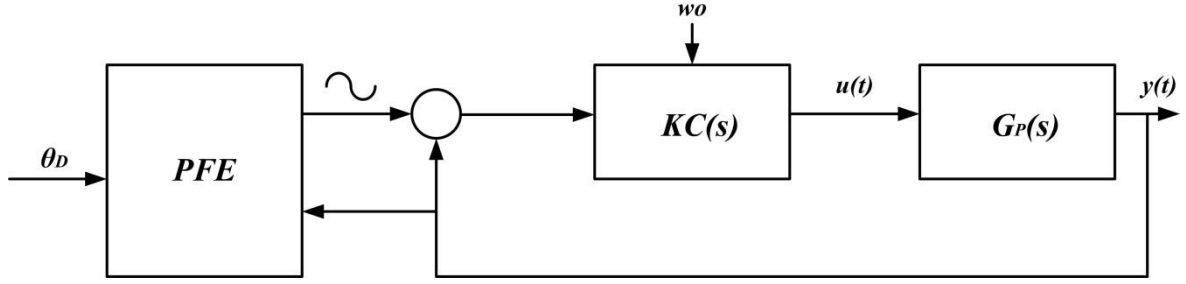 wo
θD
PFE
KC(s)
u(t)
GP(s)
y(t)